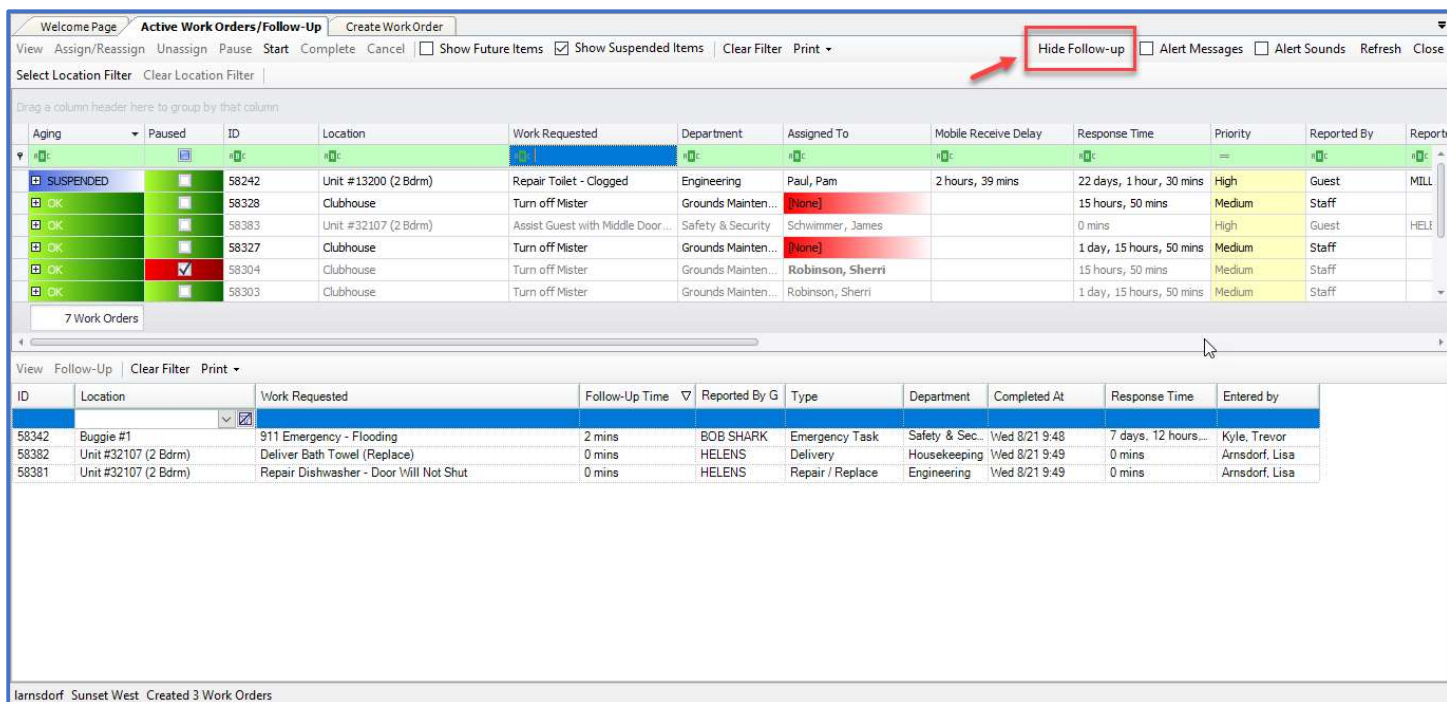 Welcome Page Active Work Orders/Follow-Up Create Work Order
View Assign/Reassign Unassign Pause Start Complete Cancel Show Future Items Show Suspended Items Clear Filter Print Hide Follow-up Alert Messages Alert Sounds Refresh Close
Select Location Filter Clear Location Filter
Drag a column header here to group by that column
Aging Paused ID Location Work Requested Department Assigned To Mobile Receive Delay Response Time Priority Reported By Reporte
SUSPENDED 58242 Unit #13200 (2 Bdrm) Repair Toilet - Clogged Engineering Paul, Pam 2 hours, 39 mins 22 days, 1 hour, 30 mins High Guest MILL
OK 58328 Clubhouse Turn off Mister Grounds Mainten... [None] 15 hours, 50 mins Medium Staff
OK 58383 Unit #32107 (2 Bdrm) Assist Guest with Middle Door... Safety & Security Schwimmer, James 0 mins High Guest HELE
OK 58327 Clubhouse Turn off Mister Grounds Mainten... [None] 1 day, 15 hours, 50 mins Medium Staff
OK 58304 Clubhouse Turn off Mister Grounds Mainten... Robinson, Sherri 15 hours, 50 mins Medium Staff
OK 58303 Clubhouse Turn off Mister Grounds Mainten... Robinson, Sherri 1 day, 15 hours, 50 mins Medium Staff
7 Work Orders
View Follow-Up Clear Filter Print
ID Location Work Requested Follow-Up Time Reported By G Type Department Completed At Response Time Entered by
58342 Buggie #1 911 Emergency - Flooding 2 mins BOB SHARK Emergency Task Safety & Sec... Wed 8/21 9:48 7 days, 12 hours,... Kyle, Trevor
58382 Unit #32107 (2 Bdrm) Deliver Bath Towel (Replace) 0 mins HELENS Delivery Housekeeping Wed 8/21 9:49 0 mins Arnsdorf, Lisa
58381 Unit #32107 (2 Bdrm) Repair Dishwasher - Door Will Not Shut 0 mins HELENS Repair / Replace Engineering Wed 8/21 9:49 0 mins Arnsdorf, Lisa
larnsdorf Sunset West Created 3 Work Orders